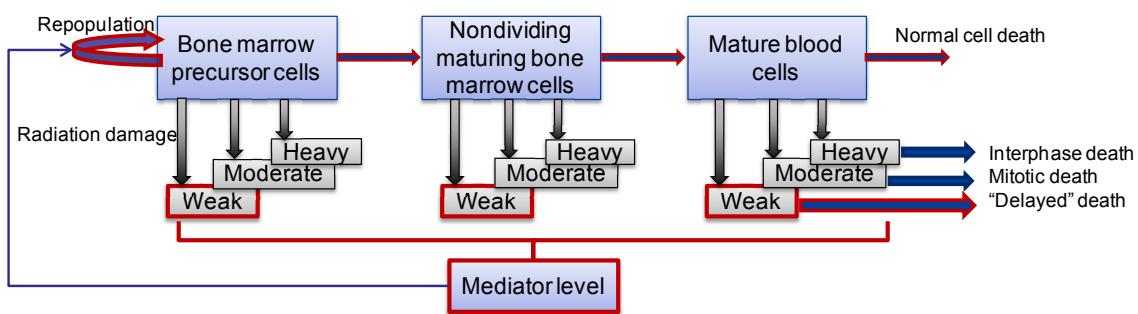 Repopulation
Bone marrow
precursor cells
Nondividing
maturing bone
marrow cells
Mature blood
cells
Normal cell death
Radiation damage
Heavy
Moderate
Weak
Heavy
Moderate
Weak
Heavy
Moderate
Weak
Interphase death
Mitotic death
“Delayed” death
Mediator level